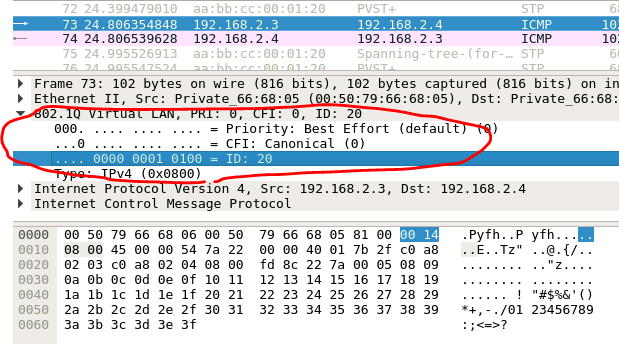 72 24.399479010 aa:bb:cc:00:01:20 PVST+ STP 6
73 24.806354848 192.168.2.3 192.168.2.4 ICMP 10
74 24.806539628 192.168.2.4 192.168.2.3 ICMP 10
75 24.995526913 aa:bb:cc:00:01:20 Spanning-tree-(for-… STP 6
76 24.995547524 aa:bb:cc:00:01:20 PVST+ STP 6
Frame 73: 102 bytes on wire (816 bits), 102 bytes captured (816 bits) on in
Ethernet II, Src: Private_66:68:05 (00:50:79:66:68:05), Dst: Private_66:68:
802.1Q Virtual LAN, PRI: 0, CFI: 0, ID: 20
000. .... .... .... = Priority: Best Effort (default) (0)
...0 .... .... .... = CFI: Canonical (0)
.... 0000 0001 0100 = ID: 20
Type: IPv4 (0x0800)
Internet Protocol Version 4, Src: 192.168.2.3, Dst: 192.168.2.4
Internet Control Message Protocol
0000 00 50 79 66 68 06 00 50 79 66 68 05 81 00 00 14 .Pyfh..P yfh.....
0010 08 00 45 00 00 54 7a 22 00 00 40 01 7b 2f c0 a8 ..E..Tz" ..@.{/..
0020 02 03 c0 a8 02 04 08 00 fd 8c 22 7a 00 05 08 09 ........ .."z....
0030 0a 0b 0c 0d 0e 0f 10 11 12 13 14 15 16 17 18 19 ........ ........
0040 1a 1b 1c 1d 1e 1f 20 21 22 23 24 25 26 27 28 29 ...... ! "#$%&'()
0050 2a 2b 2c 2d 2e 2f 30 31 32 33 34 35 36 37 38 39 *+,-./01 23456789
0060 3a 3b 3c 3d 3e 3f :;<=>?